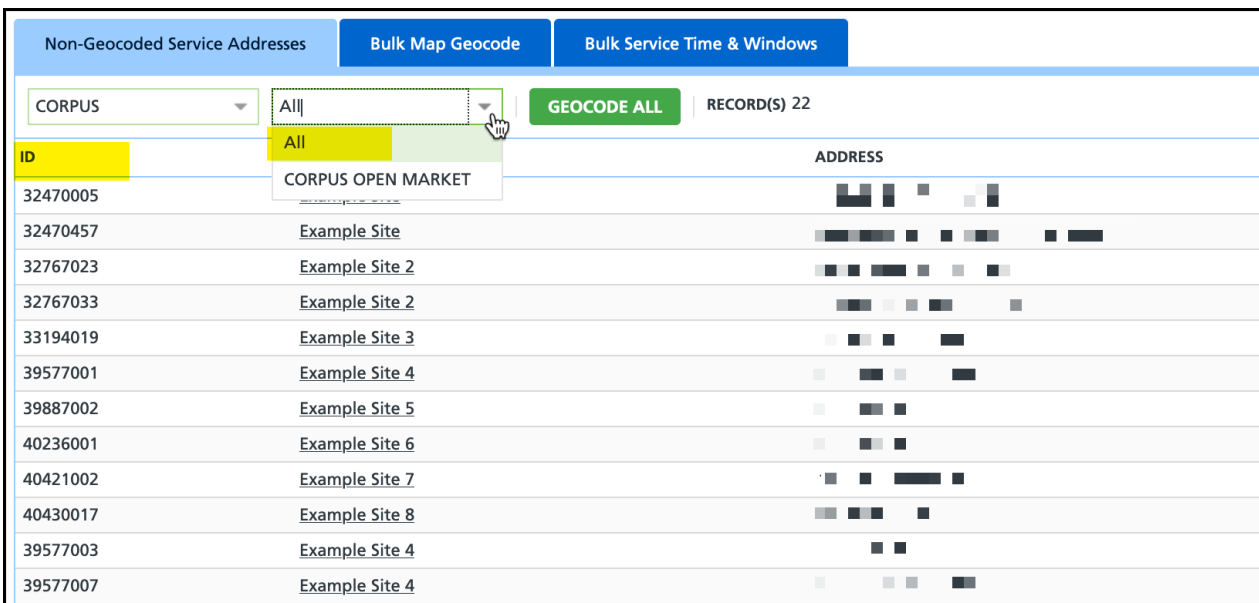 Non-Geocoded Service Addresses Bulk Map Geocode Bulk Service Time & Windows
CORPUS All GEOCODE ALL RECORD(S) 22
All
ID ADDRESS
CORPUS OPEN MARKET
32470005
32470457 Example Site
32767023 Example Site 2
32767033 Example Site 2
33194019 Example Site 3
39577001 Example Site 4
39887002 Example Site 5
40236001 Example Site 6
40421002 Example Site 7
40430017 Example Site 8
39577003 Example Site 4
39577007 Example Site 4